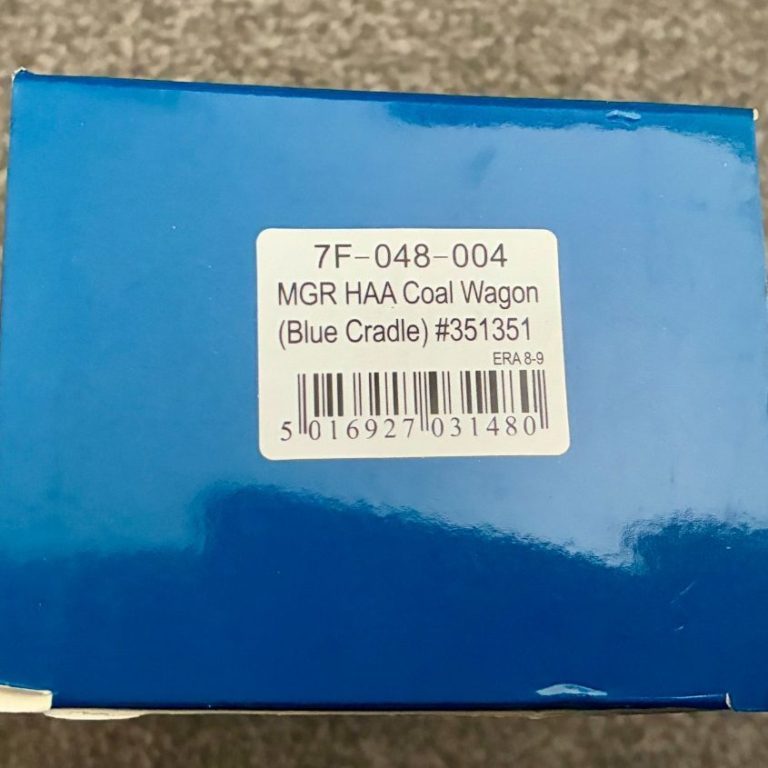 7F-048-004
MGR HAA Coal Wagon
(Blue Cradle) #351351
ERA 8-9
5 016927 031480